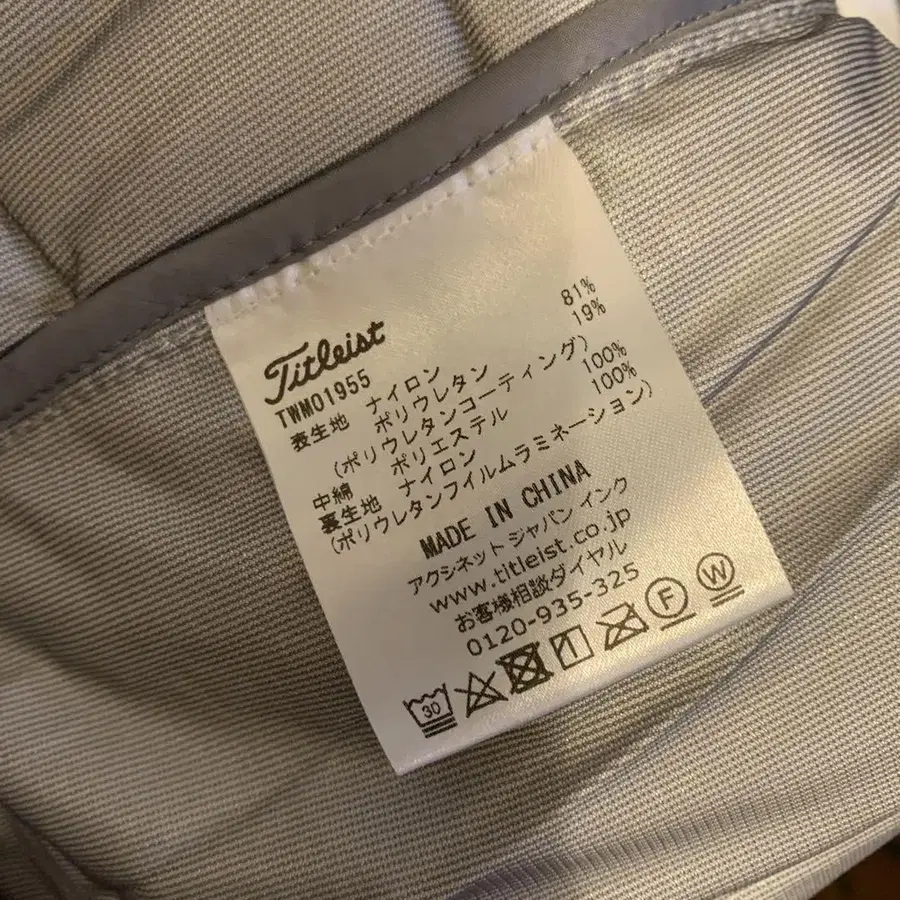 Titleist
TWMO1955
表生地 ナイロン 81%
ポリウレタン 19%
(ポリウレタンコーティング)
中綿 ポリエステル 100%
裏生地 ナイロン 100%
(ポリウレタンフイルムラミネーション)
MADE IN CHINA
アクシネット ジャパン インク
www.titleist.co.jp
お客様相談ダイヤル
0120-935-325
30
F W